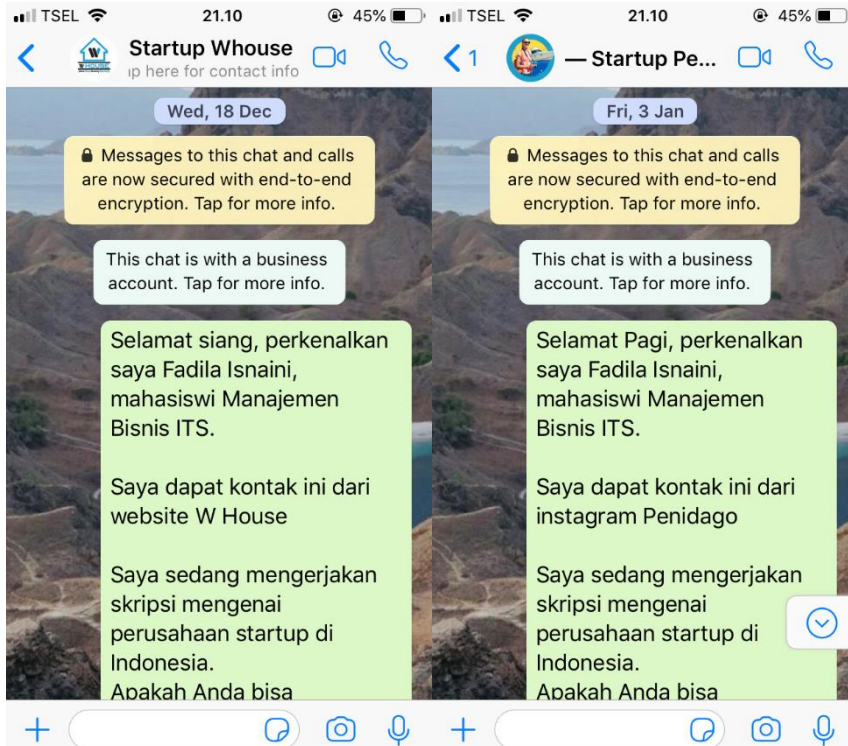 TSEL 21.10 45%
Startup Whouse
p here for contact info
Wed, 18 Dec
Messages to this chat and calls
are now secured with end-to-end
encryption. Tap for more info.
This chat is with a business
account. Tap for more info.
Selamat siang, perkenalkan
saya Fadila Isnaini,
mahasiswi Manajemen
Bisnis ITS.
Saya dapat kontak ini dari
website W House
Saya sedang mengerjakan
skripsi mengenai
perusahaan startup di
Indonesia.
Apakah Anda bisa
TSEL 21.10 45%
1 — Startup Pe...
Fri, 3 Jan
Messages to this chat and calls
are now secured with end-to-end
encryption. Tap for more info.
This chat is with a business
account. Tap for more info.
Selamat Pagi, perkenalkan
saya Fadila Isnaini,
mahasiswi Manajemen
Bisnis ITS.
Saya dapat kontak ini dari
instagram Penidago
Saya sedang mengerjakan
skripsi mengenai
perusahaan startup di
Indonesia.
Apakah Anda bisa